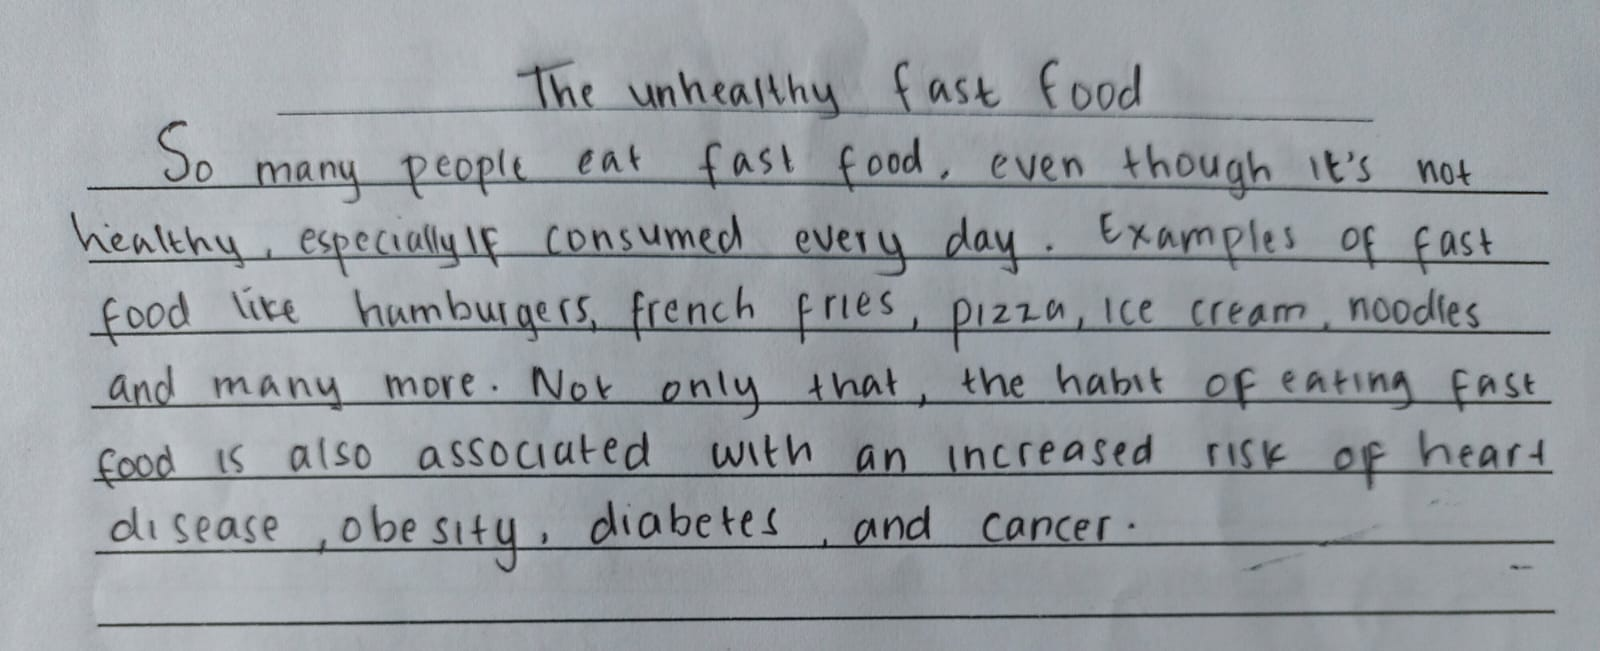 The unhealthy fast food
So many people eat fast food, even though it's not
healthy, especially if consumed every day. Examples of fast
food like hamburgers, french fries, pizza, ice cream, noodles
and many more. Not only that, the habit of eating fast
food is also associated with an increased risk of heart
disease, obesity, diabetes, and cancer.